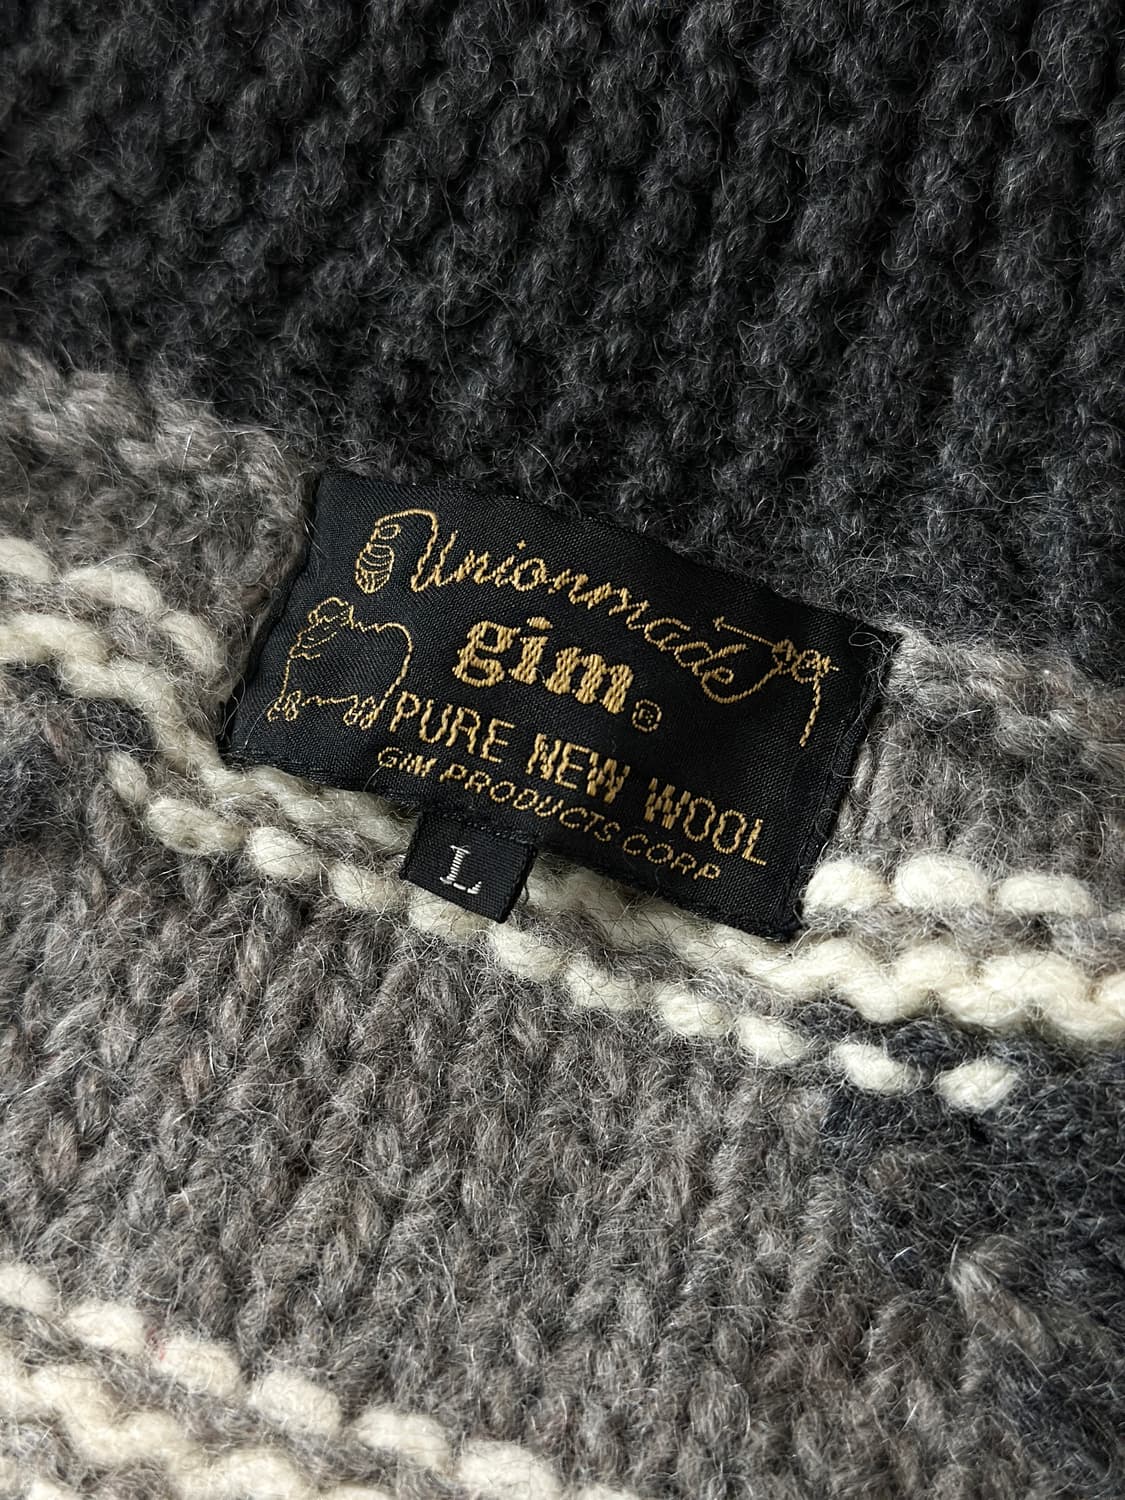 Unionmade
gim®
PURE NEW WOOL
GIM PRODUCTS CORP
L